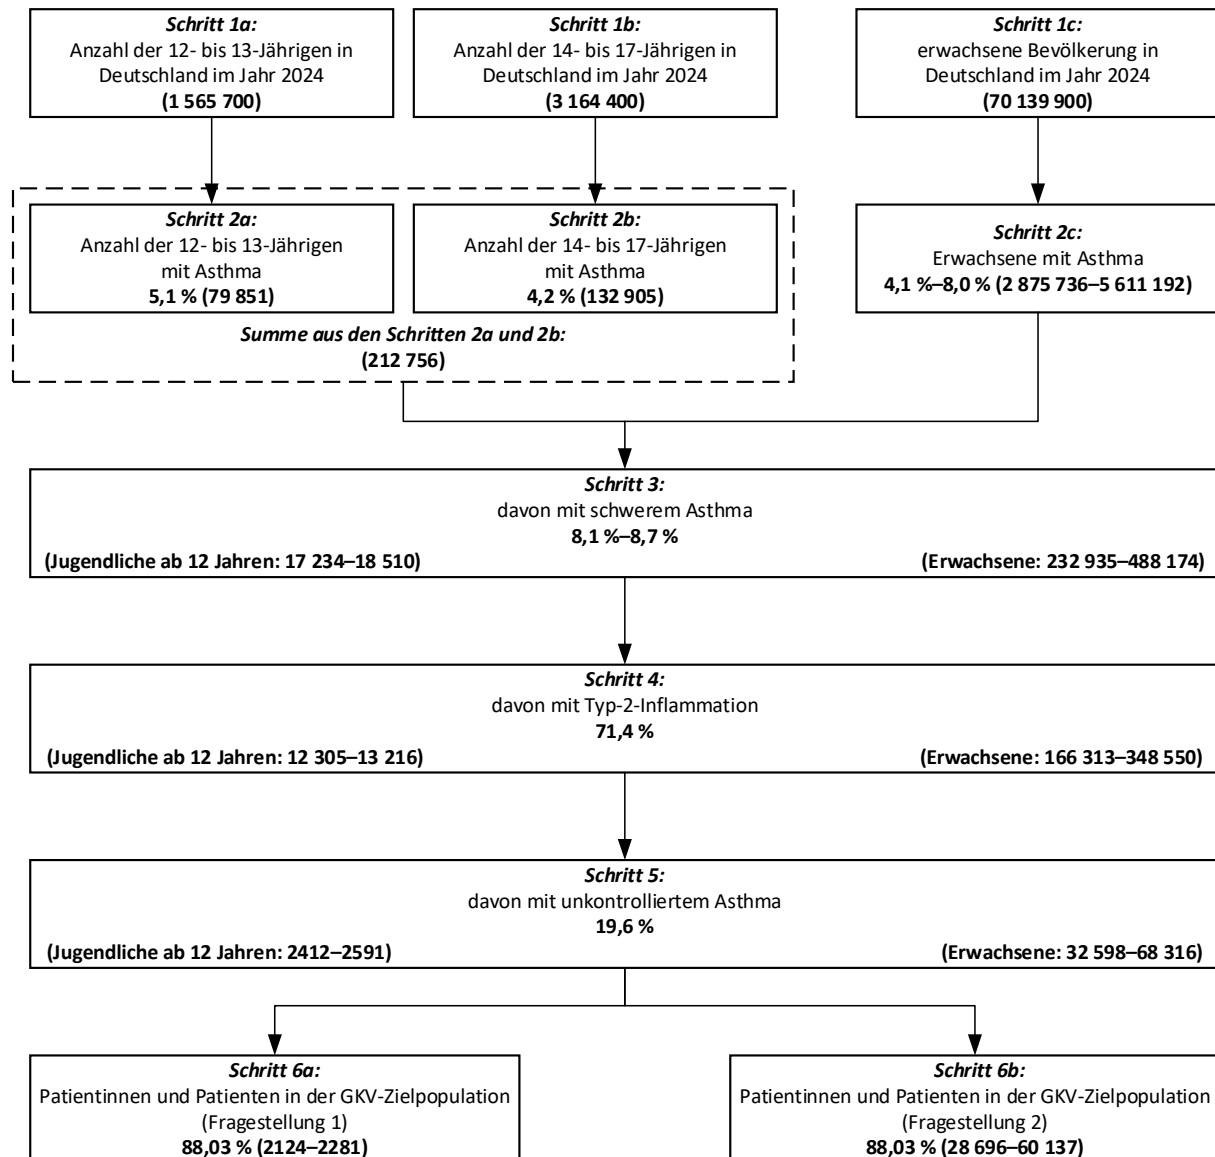 Schritt 1a:
Anzahl der 12- bis 13-Jährigen in
Deutschland im Jahr 2024
(1 565 700)
Schritt 1b:
Anzahl der 14- bis 17-Jährigen in
Deutschland im Jahr 2024
(3 164 400)
Schritt 1c:
erwachsene Bevölkerung in
Deutschland im Jahr 2024
(70 139 900)
Schritt 2a:
Anzahl der 12- bis 13-Jährigen
mit Asthma
5,1 % (79 851)
Schritt 2b:
Anzahl der 14- bis 17-Jährigen
mit Asthma
4,2 % (132 905)
Summe aus den Schritten 2a und 2b:
(212 756)
Schritt 2c:
Erwachsene mit Asthma
4,1 %–8,0 % (2 875 736–5 611 192)
Schritt 3:
davon mit schwerem Asthma
8,1 %–8,7 %
(Jugendliche ab 12 Jahren: 17 234–18 510)
(Erwachsene: 232 935–488 174)
Schritt 4:
davon mit Typ-2-Inflammation
71,4 %
(Jugendliche ab 12 Jahren: 12 305–13 216)
(Erwachsene: 166 313–348 550)
Schritt 5:
davon mit unkontrolliertem Asthma
19,6 %
(Jugendliche ab 12 Jahren: 2412–2591)
(Erwachsene: 32 598–68 316)
Schritt 6a:
Patientinnen und Patienten in der GKV-Zielpopulation
(Fragestellung 1)
88,03 % (2124–2281)
Schritt 6b:
Patientinnen und Patienten in der GKV-Zielpopulation
(Fragestellung 2)
88,03 % (28 696–60 137)